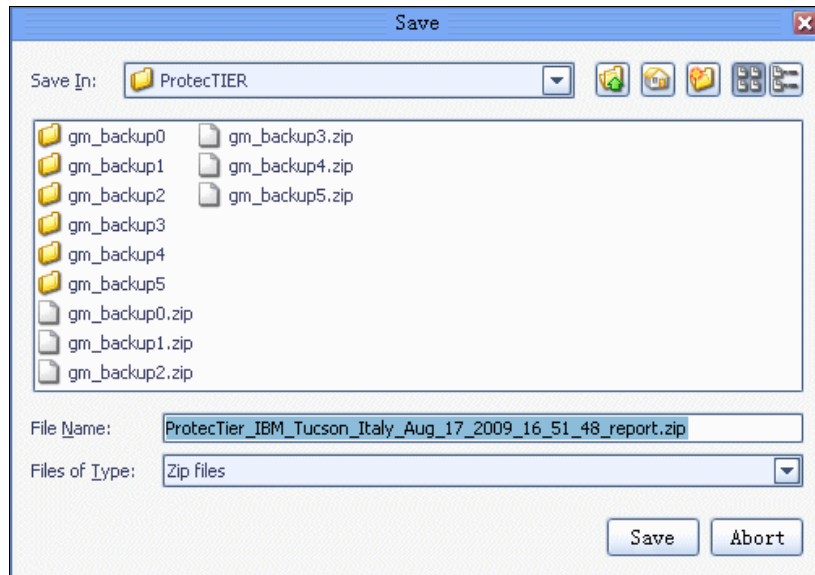 Save
Save In: ProtecTIER
gm_backup0 gm_backup3.zip
gm_backup1 gm_backup4.zip
gm_backup2 gm_backup5.zip
gm_backup3
gm_backup4
gm_backup5
gm_backup0.zip
gm_backup1.zip
gm_backup2.zip
File Name: ProtecTier_IBM_Tucson_Italy_Aug_17_2009_16_51_48_report.zip
Files of Type: Zip files
Save Abort